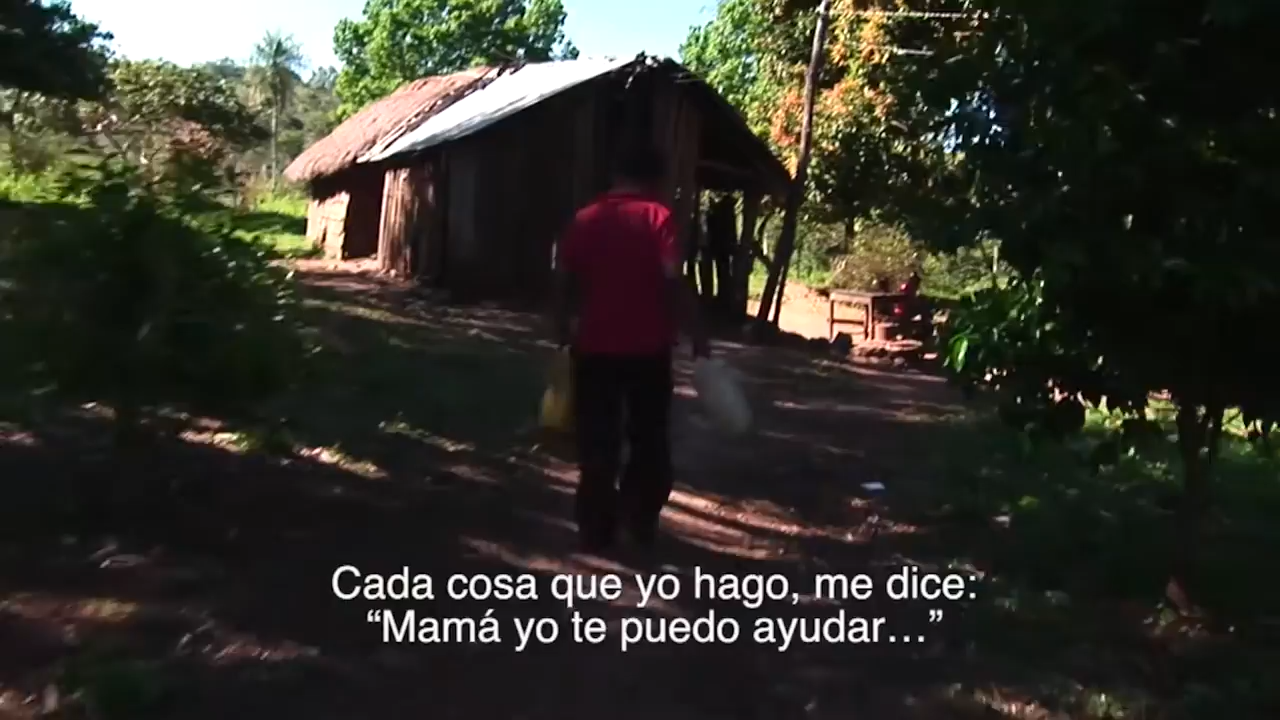 Cada cosa que yo hago, me dice:
“Mamá yo te puedo ayudar…”